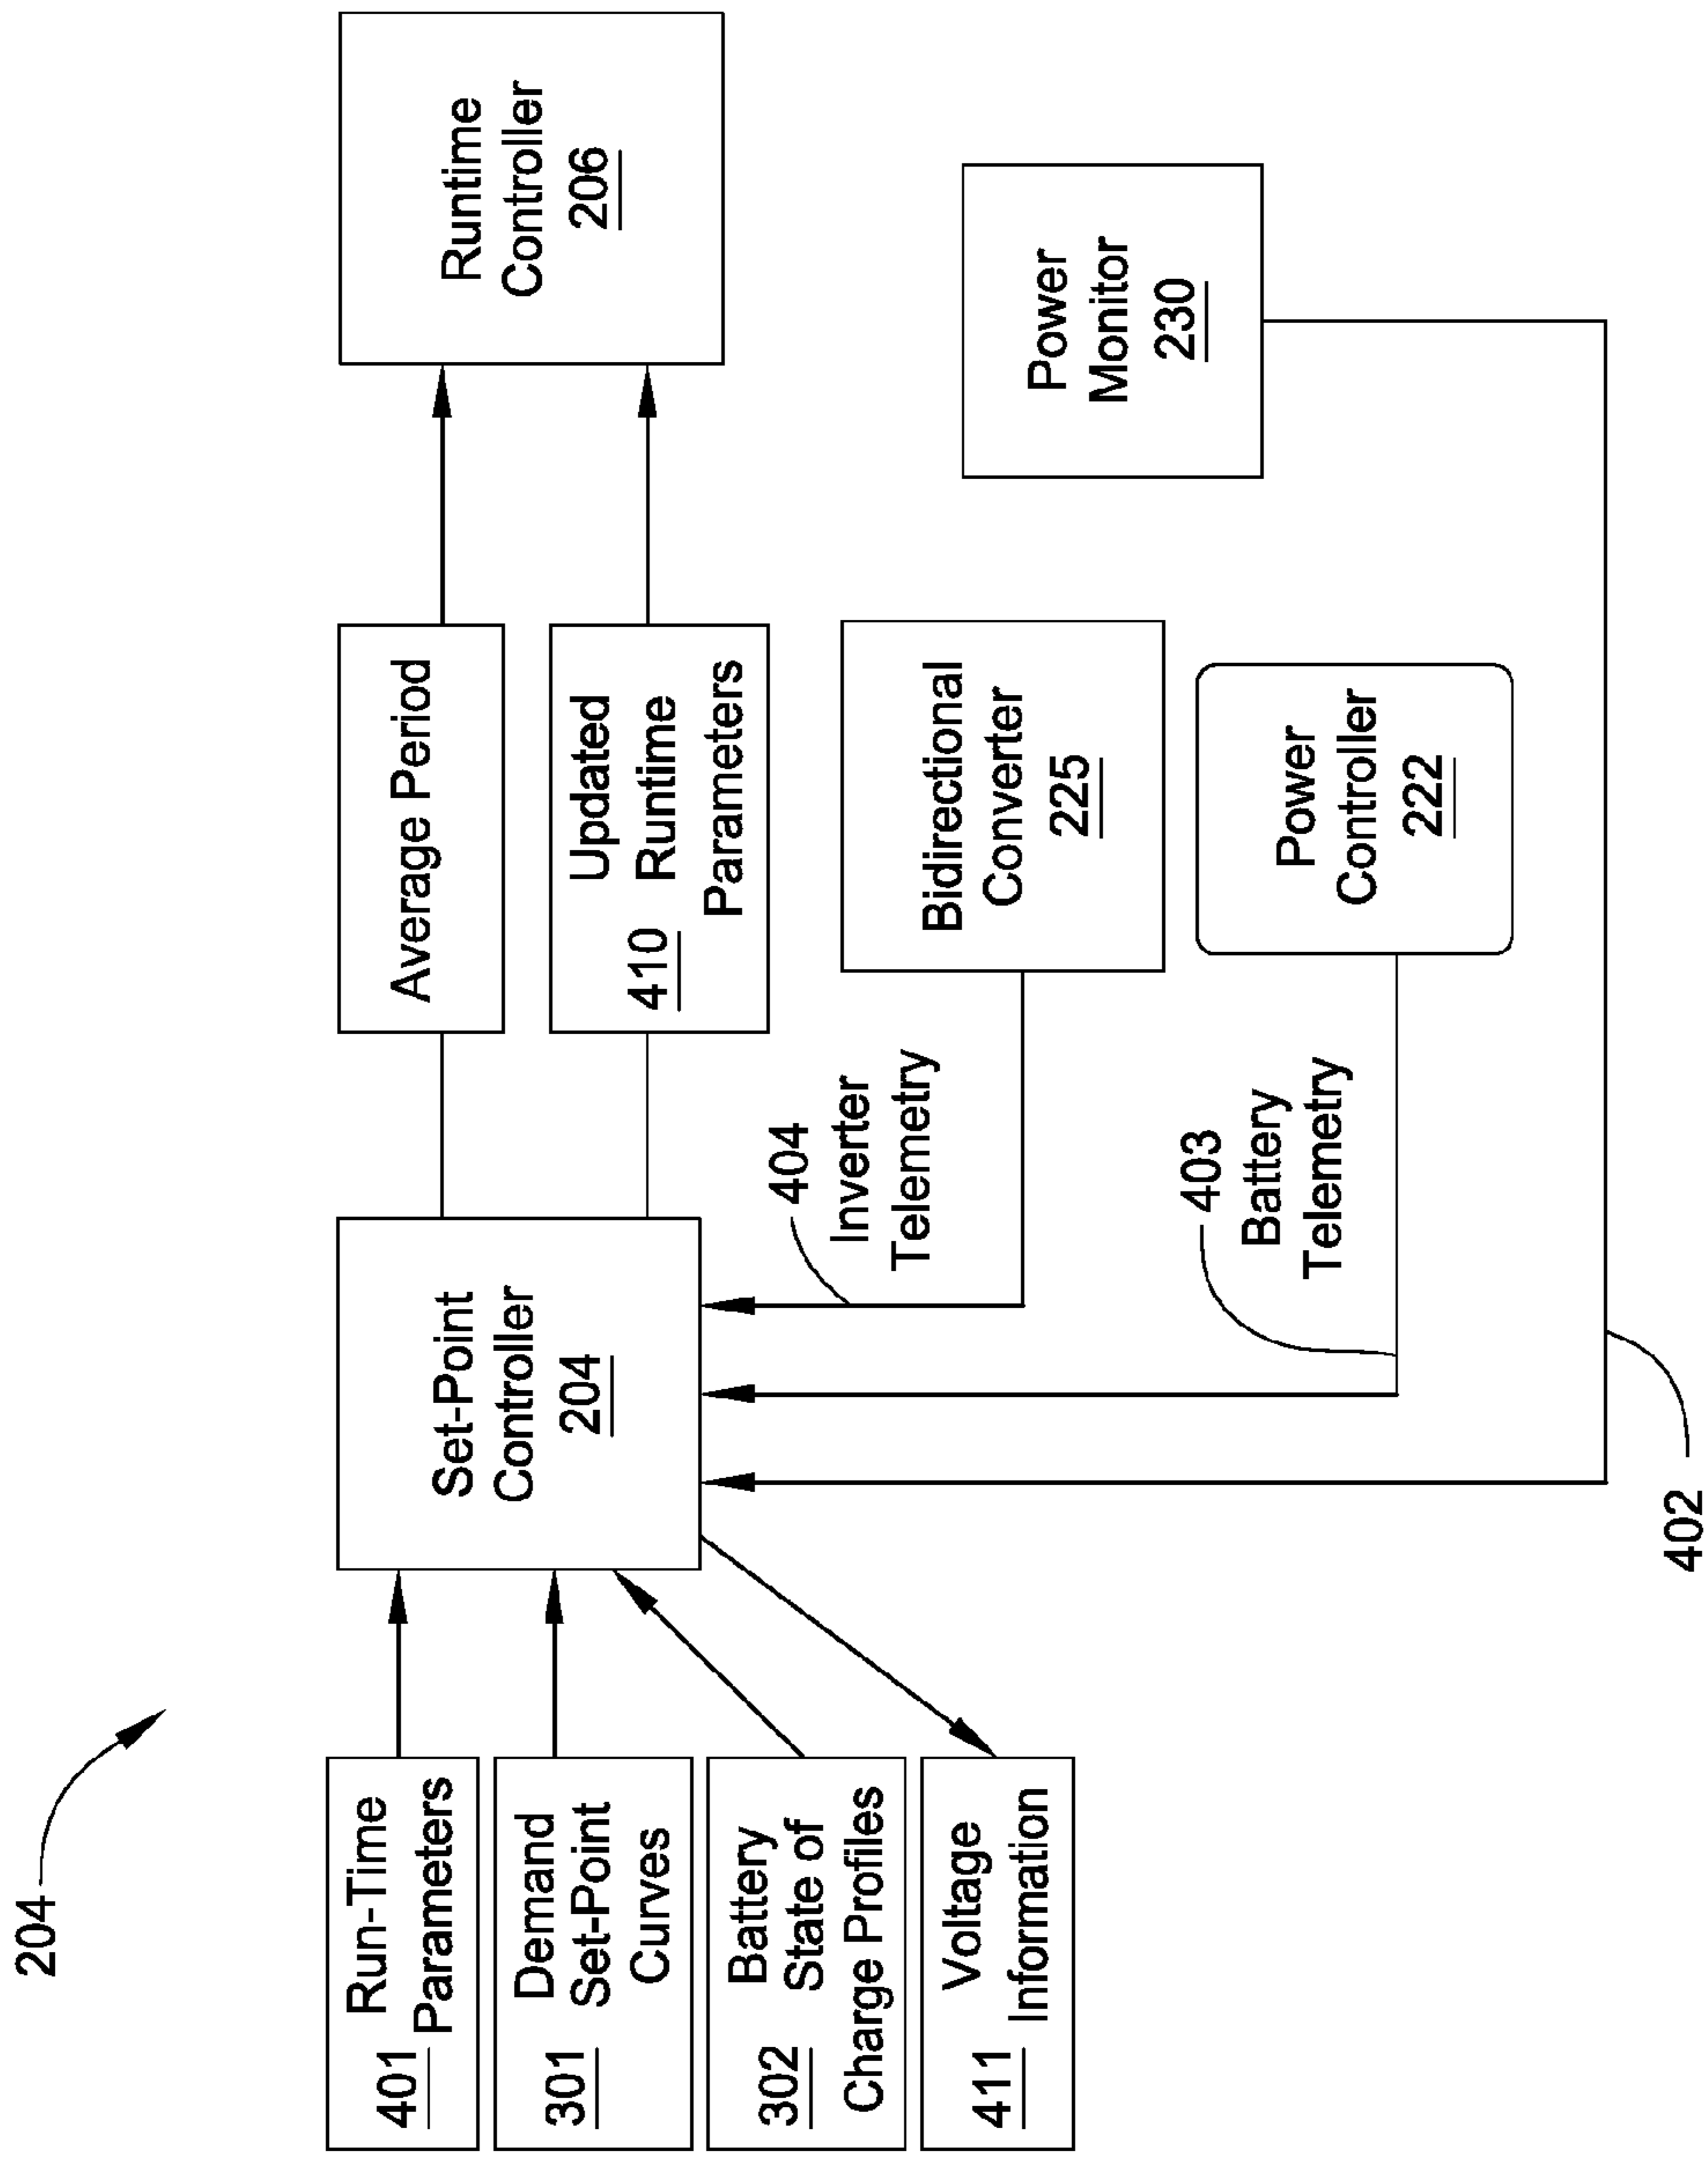 204
Run-Time
401 Parameters
Demand
301 Set-Point
Curves
Battery
302 State of
Charge Profiles
Voltage
411 Information
Set-Point
Controller
204
Average Period
Updated
410 Runtime
Parameters
Runtime
Controller
206
404
Inverter
Telemetry
Bidirectional
Converter
225
403
Battery
Telemetry
Power
Controller
222
Power
Monitor
230
402